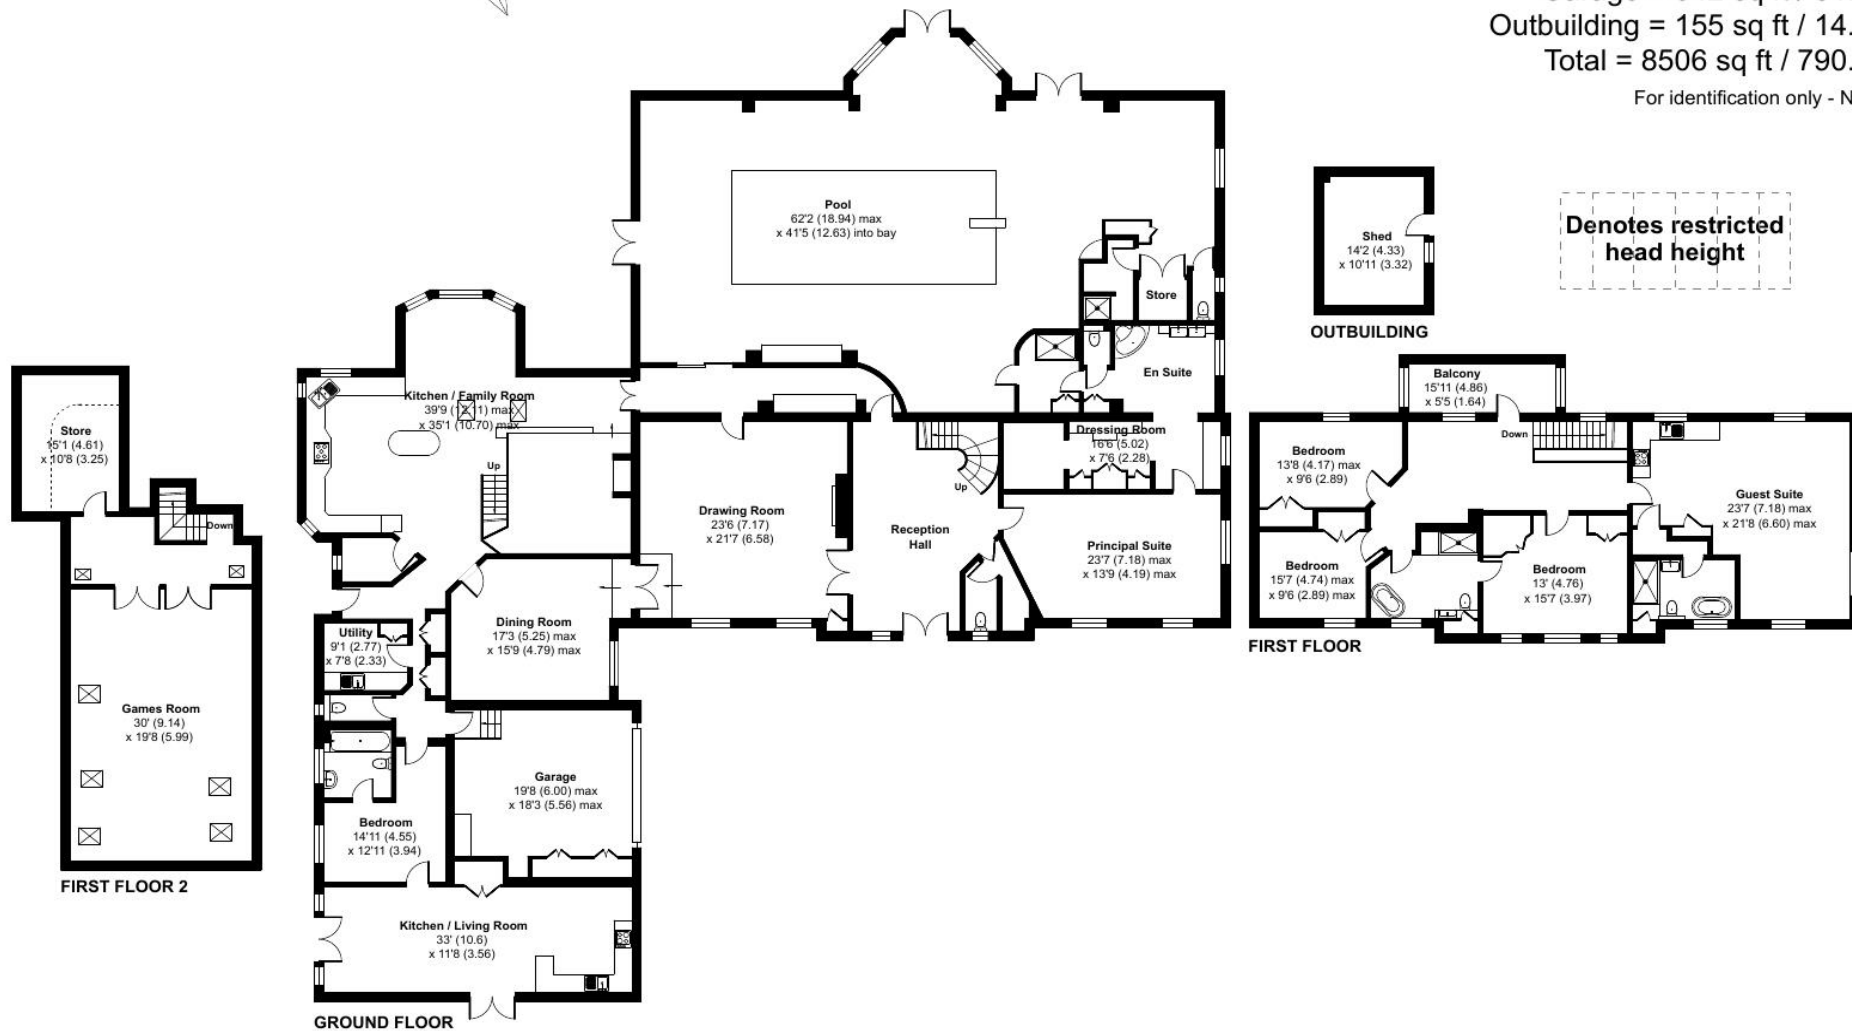 Outbuilding = 155 sq ft / 14.
Total = 8506 sq ft / 790.
For identification only - N
Pool
62'2 (18.94) max
x 41'5 (12.63) into bay
Store
En Suite
Shed
14'2 (4.33)
x 10'11 (3.32)
OUTBUILDING
Denotes restricted
head height
Kitchen / Family Room
39'9 (12.11) max
x 35'1 (10.70) max
Up
Store
15'1 (4.61)
x 10'8 (3.25)
Down
Games Room
30' (9.14)
x 19'8 (5.99)
FIRST FLOOR 2
Drawing Room
23'6 (7.17)
x 21'7 (6.58)
Up
Reception
Hall
Dressing Room
16'6 (5.02)
x 7'6 (2.28)
Principal Suite
23'7 (7.18) max
x 13'9 (4.19) max
Dining Room
17'3 (5.25) max
x 15'9 (4.79) max
Utility
9'1 (2.77)
x 7'8 (2.33)
Garage
19'8 (6.00) max
x 18'3 (5.56) max
Bedroom
14'11 (4.55)
x 12'11 (3.94)
Kitchen / Living Room
33' (10.6)
x 11'8 (3.56)
GROUND FLOOR
Balcony
15'11 (4.86)
x 5'5 (1.64)
Down
Bedroom
13'8 (4.17) max
x 9'6 (2.89)
Guest Suite
23'7 (7.18) max
x 21'8 (6.60) max
Bedroom
15'7 (4.74) max
x 9'6 (2.89) max
Bedroom
13' (4.76)
x 15'7 (3.97)
FIRST FLOOR